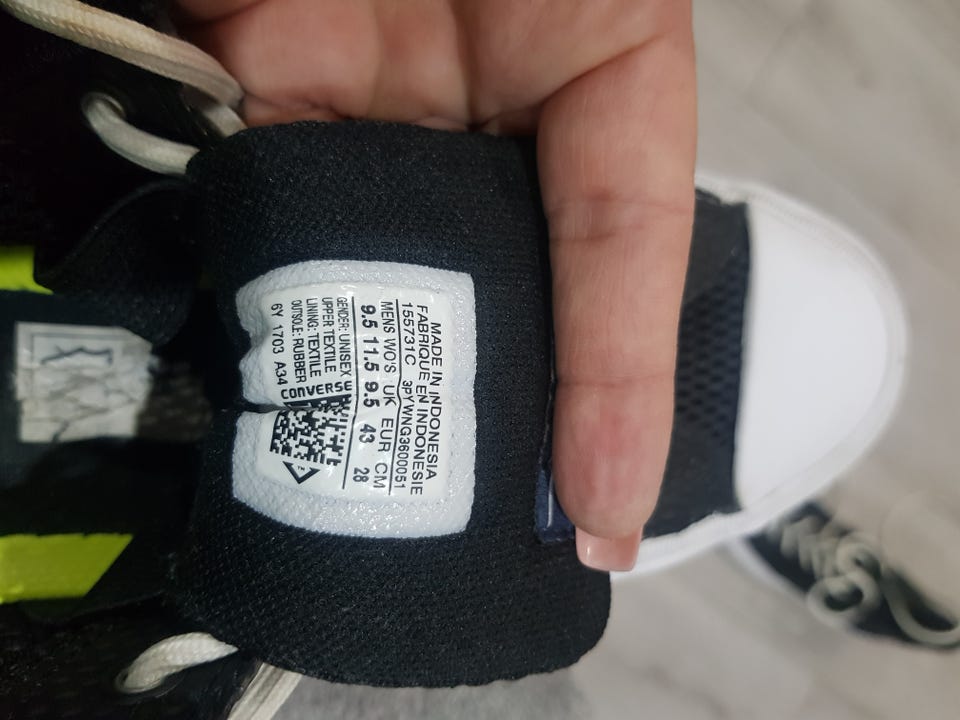 MADE IN INDONESIA
FABRIQUE EN INDONESIE
155731C 3PYWNG3600051
MENS WO'S UK EUR CM
9.5 11.5 9.5 43 28
GENDER: UNISEX
UPPER TEXTILE
LINING: TEXTILE
OUTSOLE: RUBBER
6Y 1703 A34 CONVERSE